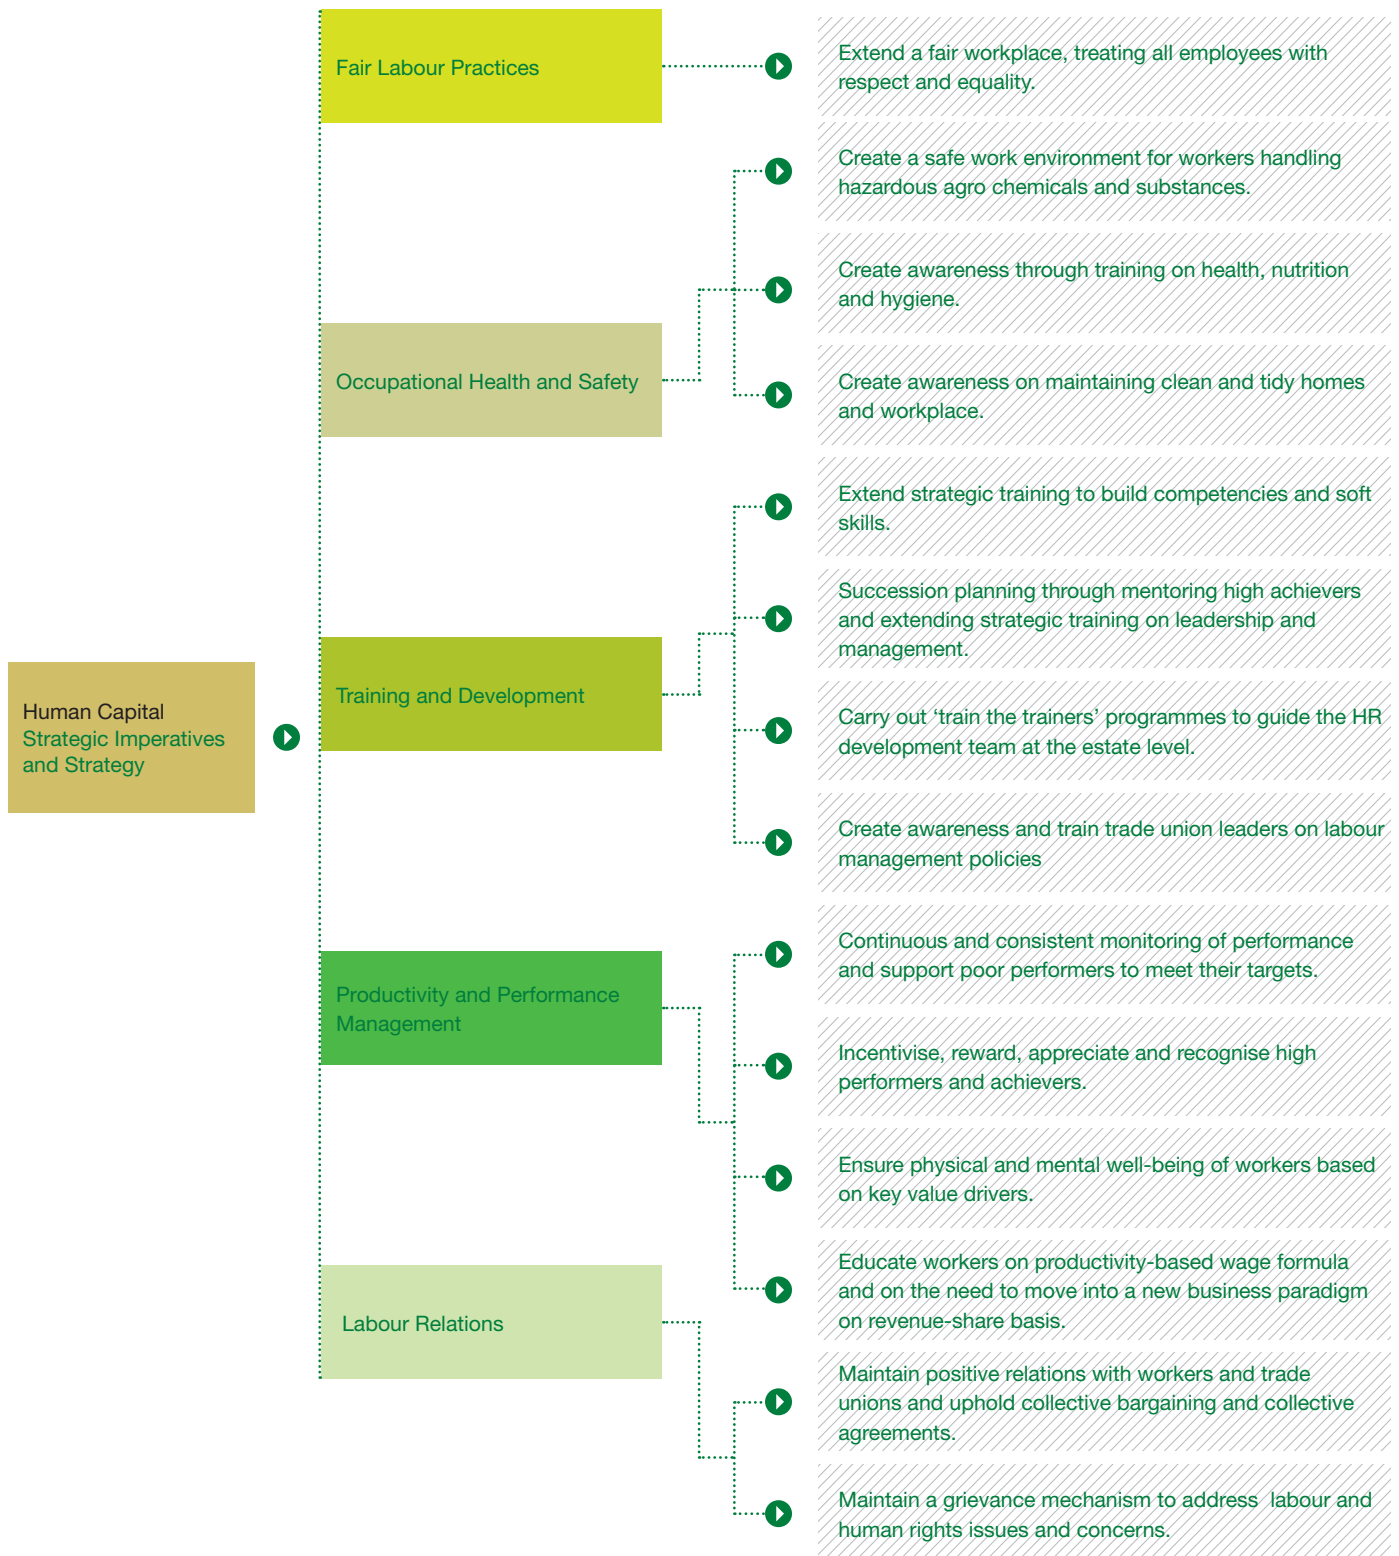 Human Capital
Strategic Imperatives
and Strategy
Fair Labour Practices
Extend a fair workplace, treating all employees with
respect and equality.
Occupational Health and Safety
Create a safe work environment for workers handling
hazardous agro chemicals and substances.
Create awareness through training on health, nutrition
and hygiene.
Create awareness on maintaining clean and tidy homes
and workplace.
Training and Development
Extend strategic training to build competencies and soft
skills.
Succession planning through mentoring high achievers
and extending strategic training on leadership and
management.
Carry out ‘train the trainers’ programmes to guide the HR
development team at the estate level.
Create awareness and train trade union leaders on labour
management policies
Productivity and Performance
Management
Continuous and consistent monitoring of performance
and support poor performers to meet their targets.
Incentivise, reward, appreciate and recognise high
performers and achievers.
Ensure physical and mental well-being of workers based
on key value drivers.
Educate workers on productivity-based wage formula
and on the need to move into a new business paradigm
on revenue-share basis.
Labour Relations
Maintain positive relations with workers and trade
unions and uphold collective bargaining and collective
agreements.
Maintain a grievance mechanism to address  labour and
human rights issues and concerns.